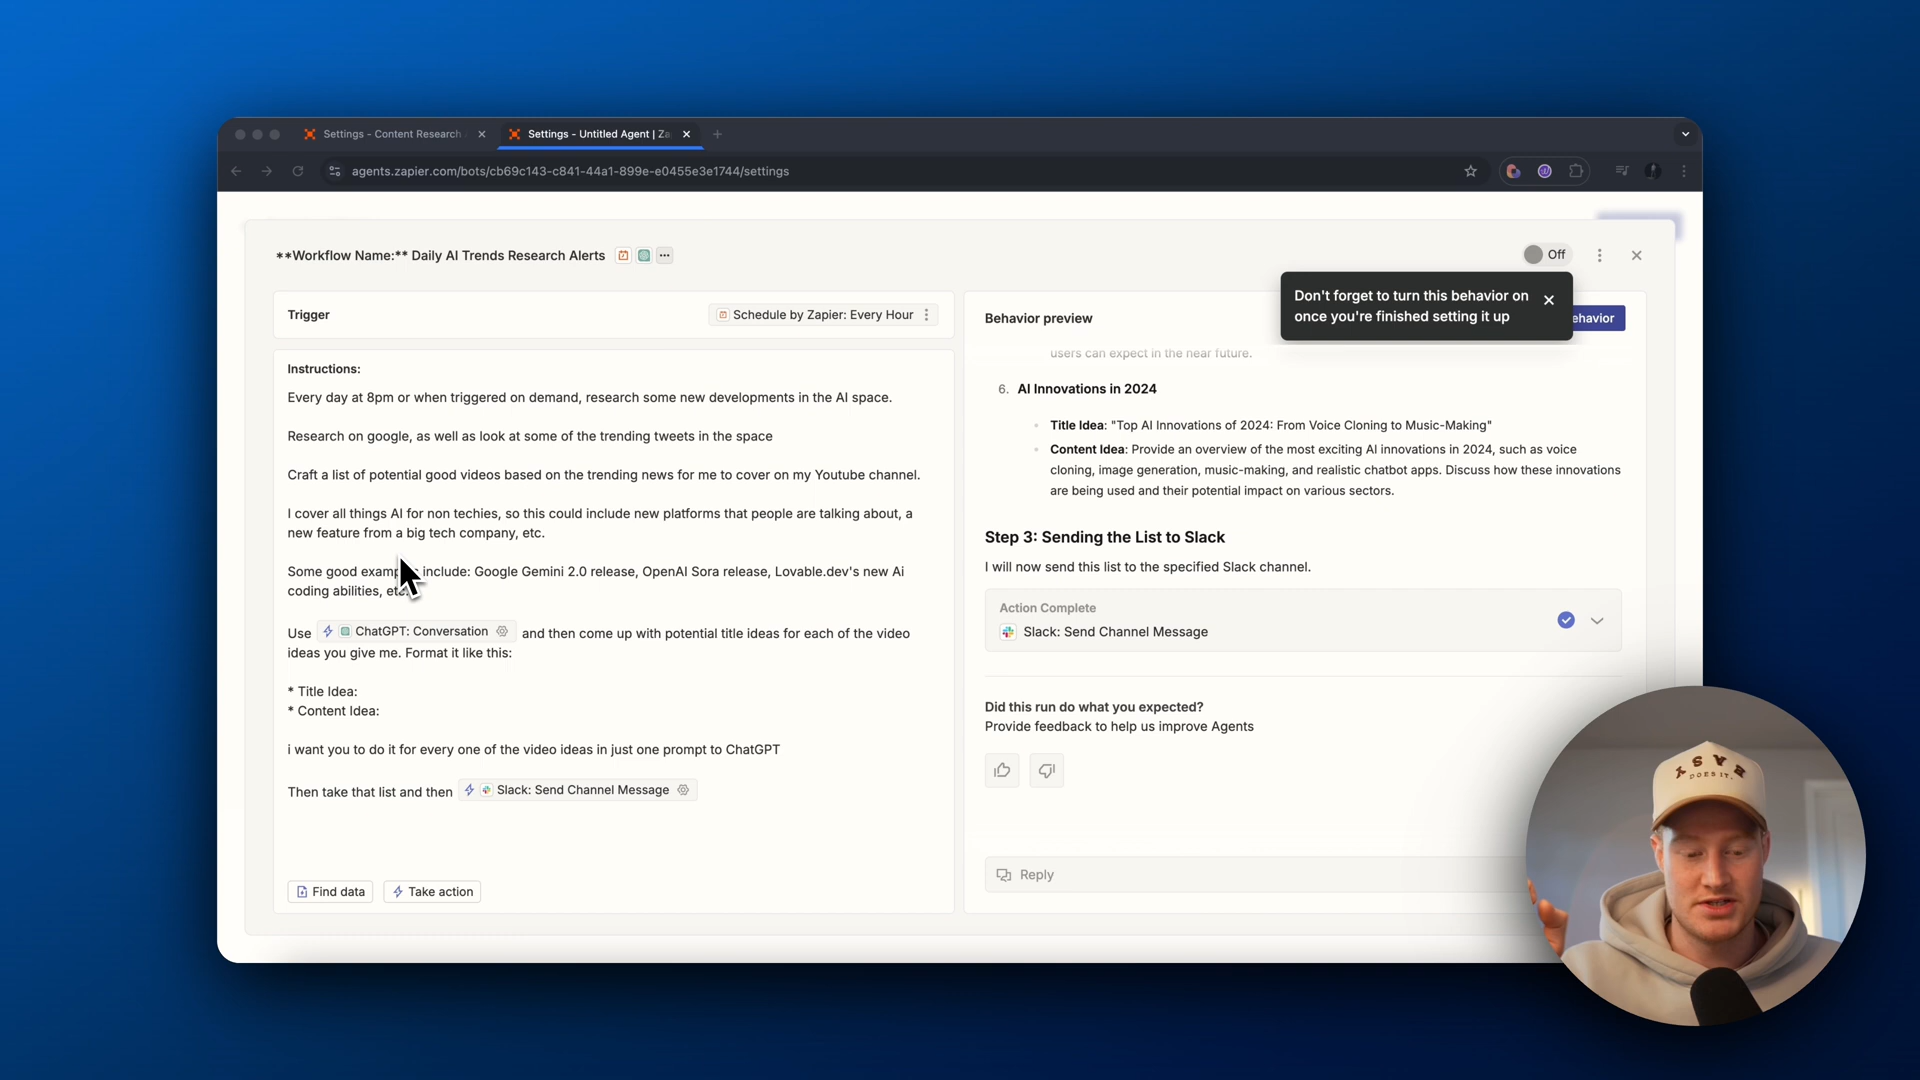 Settings - Content Research
Settings - Untitled Agent | Za
agents.zapier.com/bots/cb69c143-c841-44a1-899e-e0455e3e1744/settings
**Workflow Name:** Daily AI Trends Research Alerts
Off
Don't forget to turn this behavior on
once you're finished setting it up
Trigger
Schedule by Zapier: Every Hour
Instructions:
Every day at 8pm or when triggered on demand, research some new developments in the AI space.
Research on google, as well as look at some of the trending tweets in the space
Craft a list of potential good videos based on the trending news for me to cover on my Youtube channel.
I cover all things AI for non techies, so this could include new platforms that people are talking about, a
new feature from a big tech company, etc.
Some good examp include: Google Gemini 2.0 release, OpenAI Sora release, Lovable.dev's new Ai
coding abilities, etc
Use ChatGPT: Conversation and then come up with potential title ideas for each of the video
ideas you give me. Format it like this:
* Title Idea:
* Content Idea:
i want you to do it for every one of the video ideas in just one prompt to ChatGPT
Then take that list and then Slack: Send Channel Message
Find data
Take action
Behavior preview
ehavior
users can expect in the near future.
6. AI Innovations in 2024
Title Idea: "Top AI Innovations of 2024: From Voice Cloning to Music-Making"
Content Idea: Provide an overview of the most exciting AI innovations in 2024, such as voice
cloning, image generation, music-making, and realistic chatbot apps. Discuss how these innovations
are being used and their potential impact on various sectors.
Step 3: Sending the List to Slack
I will now send this list to the specified Slack channel.
Action Complete
Slack: Send Channel Message
Did this run do what you expected?
Provide feedback to help us improve Agents
Reply
DOES IT.